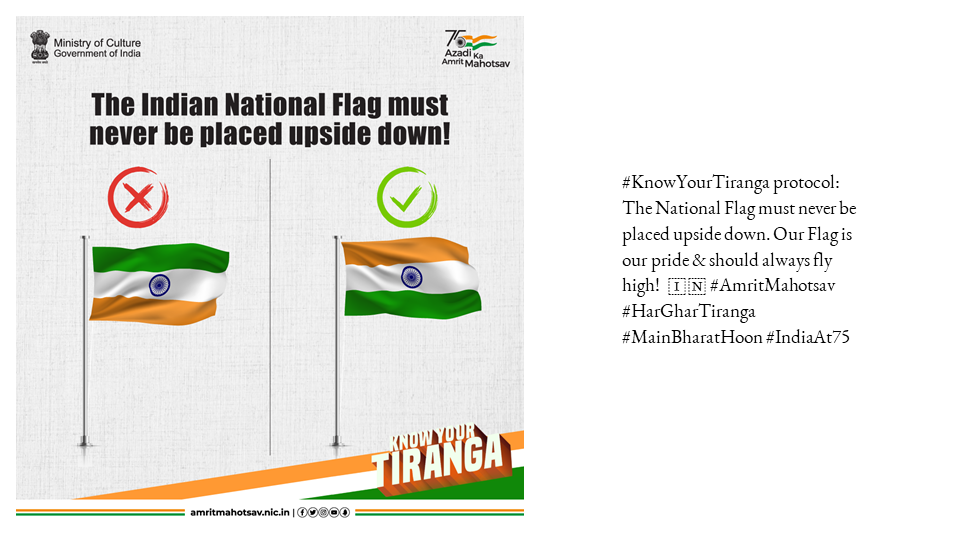 Ministry of Culture
Government of India
75
Azadi Ka
Amrit Mahotsav
The Indian National Flag must
never be placed upside down!
KNOW YOUR
TIRANGA
amritmahotsav.nic.in |
#KnowYourTiranga protocol:
The National Flag must never be
placed upside down. Our Flag is
our pride & should always fly
high! 🇮🇳 #AmritMahotsav
#HarGharTiranga
#MainBharatHoon #IndiaAt75